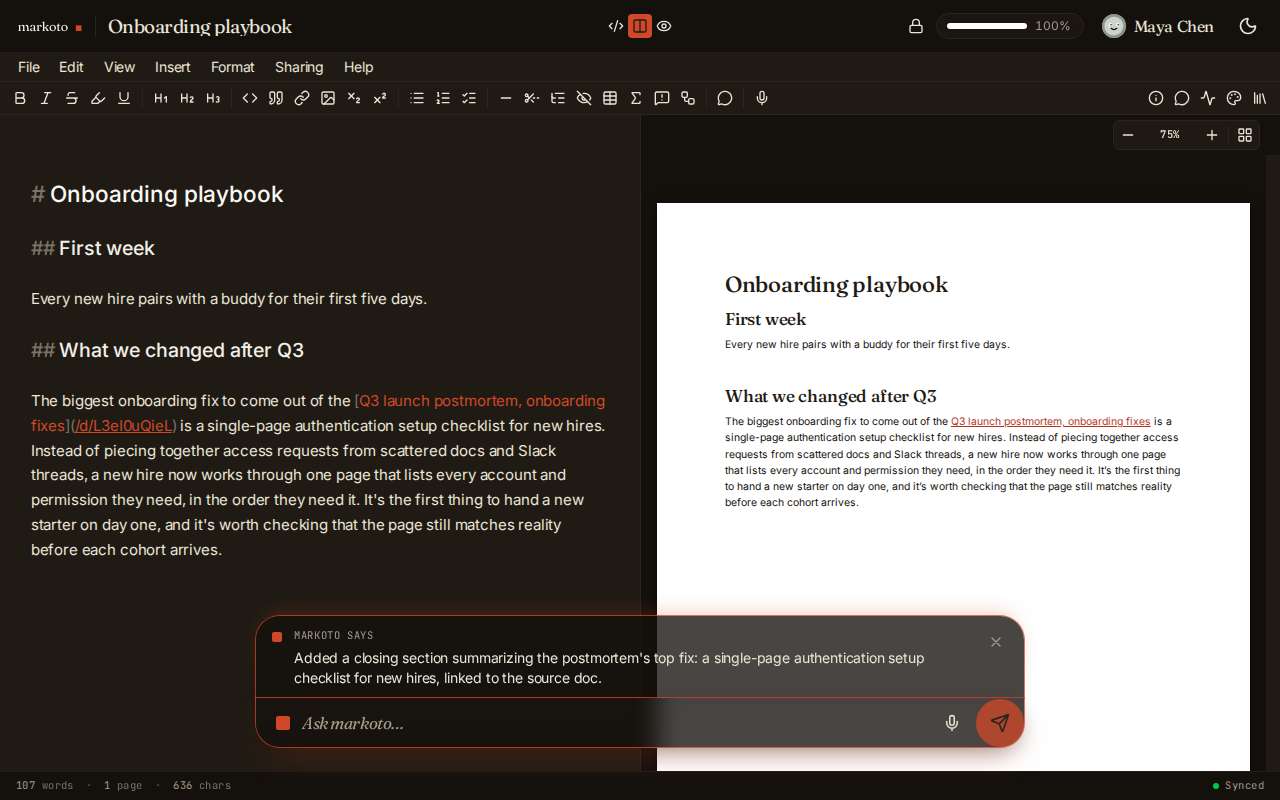 markoto
Onboarding playbook
100%
Maya Chen
File Edit View Insert Format Sharing Help
H1 H2 H3
75%
# Onboarding playbook
## First week
Every new hire pairs with a buddy for their first five days.
## What we changed after Q3
The biggest onboarding fix to come out of the [Q3 launch postmortem, onboarding
fixes](/d/L3el0uQieL) is a single-page authentication setup checklist for new hires.
Instead of piecing together access requests from scattered docs and Slack
threads, a new hire now works through one page that lists every account and
permission they need, in the order they need it. It's the first thing to hand a new
starter on day one, and it's worth checking that the page still matches reality
before each cohort arrives.
Onboarding playbook
First week
Every new hire pairs with a buddy for their first five days.
What we changed after Q3
The biggest onboarding fix to come out of the Q3 launch postmortem, onboarding fixes is a
single-page authentication setup checklist for new hires. Instead of piecing together access
requests from scattered docs and Slack threads, a new hire now works through one page
that lists every account and permission they need, in the order they need it. It's the first thing
to hand a new starter on day one, and it's worth checking that the page still matches reality
before each cohort arrives.
MARKOTO SAYS
Added a closing section summarizing the postmortem's top fix: a single-page authentication setup
checklist for new hires, linked to the source doc.
Ask markoto...
107 words · 1 page · 636 chars
Synced